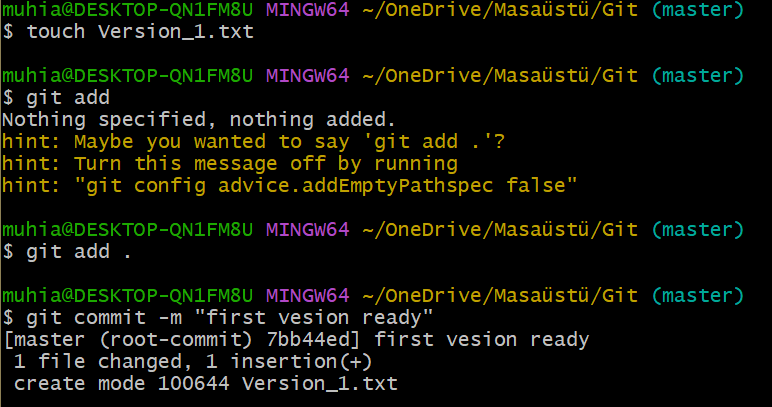 muhia@DESKTOP-QN1FM8U MINGW64 ~/OneDrive/Masaüstü/Git (master)
$ touch Version_1.txt
muhia@DESKTOP-QN1FM8U MINGW64 ~/OneDrive/Masaüstü/Git (master)
$ git add
Nothing specified, nothing added.
hint: Maybe you wanted to say 'git add .'?
hint: Turn this message off by running
hint: "git config advice.addEmptyPathspec false"
muhia@DESKTOP-QN1FM8U MINGW64 ~/OneDrive/Masaüstü/Git (master)
$ git add .
muhia@DESKTOP-QN1FM8U MINGW64 ~/OneDrive/Masaüstü/Git (master)
$ git commit -m "first vesion ready"
[master (root-commit) 7bb44ed] first vesion ready
 1 file changed, 1 insertion(+)
 create mode 100644 Version_1.txt